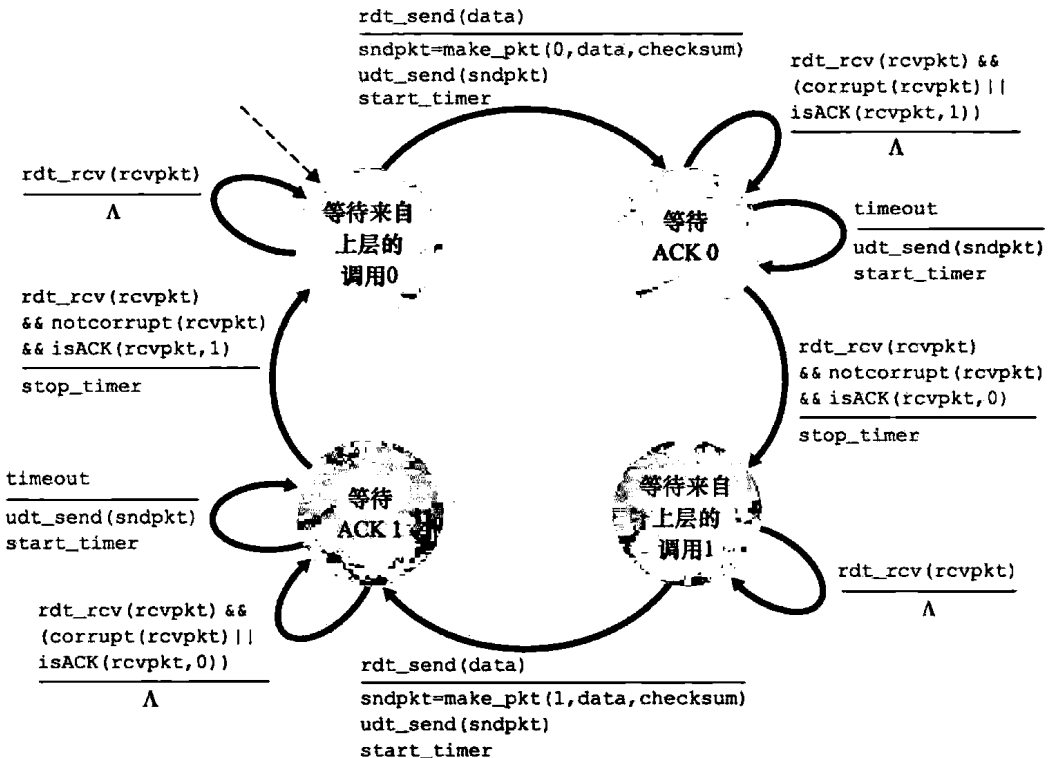 rdt_send(data)
sndpkt=make_pkt(0,data,checksum)
udt_send(sndpkt)
start_timer
rdt_rcv(rcvpkt) &&
(corrupt(rcvpkt)||
isACK(rcvpkt,1))
Λ
rdt_rcv(rcvpkt)
Λ
等待来自
上层的
调用0
等待
ACK 0
timeout
udt_send(sndpkt)
start_timer
rdt_rcv(rcvpkt)
&& notcorrupt(rcvpkt)
&& isACK(rcvpkt,1)
stop_timer
rdt_rcv(rcvpkt)
&& notcorrupt(rcvpkt)
&& isACK(rcvpkt,0)
stop_timer
timeout
udt_send(sndpkt)
start_timer
等待
ACK 1
等待来自
上层的
调用1
rdt_rcv(rcvpkt)
Λ
rdt_rcv(rcvpkt) &&
(corrupt(rcvpkt)||
isACK(rcvpkt,0))
Λ
rdt_send(data)
sndpkt=make_pkt(1,data,checksum)
udt_send(sndpkt)
start_timer